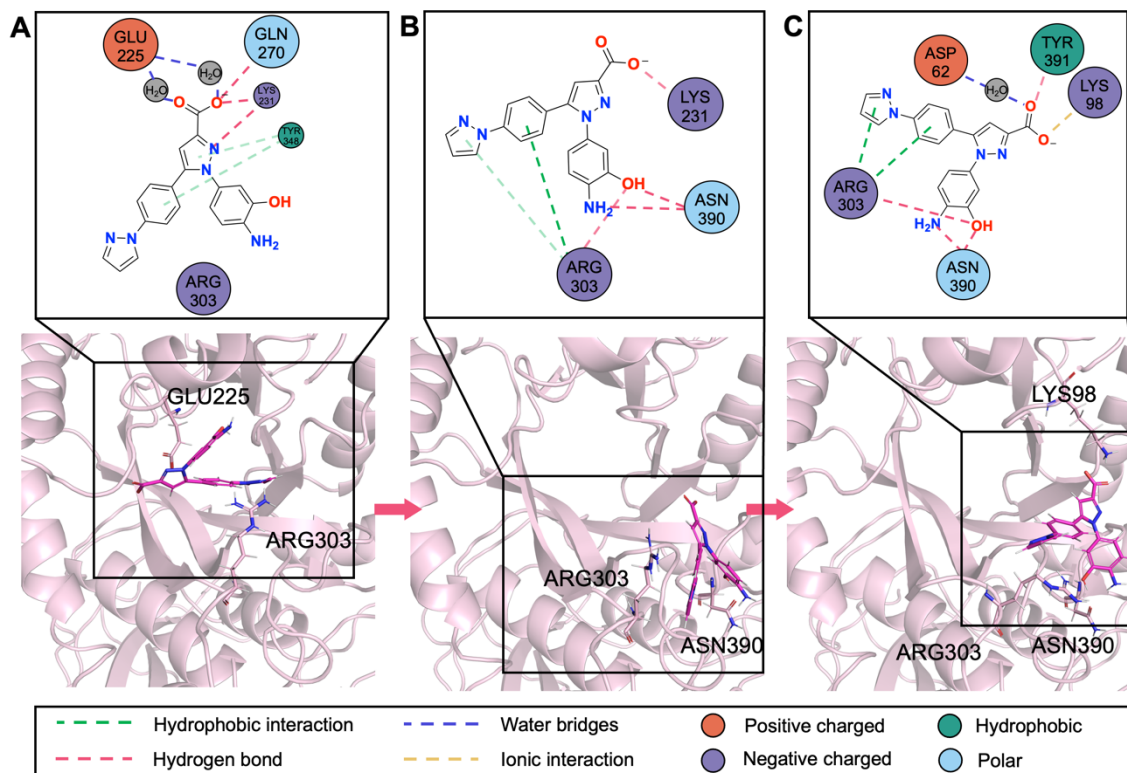 A
GLU
225
GLN
270
H₂O
H₂O
LYS
231
TYR
348
O
O
-
N
N
OH
NH₂
N
N
ARG
303
B
O
O
-
LYS
231
N
N
N
N
OH
NH₂
ASN
390
ARG
303
C
ASP
62
TYR
391
H₂O
LYS
98
N
N
O
O
-
N
N
ARG
303
H₂N
OH
ASN
390
GLU225
ARG303
ARG303
ASN390
LYS98
ARG303
ASN390
Hydrophobic interaction
Water bridges
Positive charged
Hydrophobic
Hydrogen bond
Ionic interaction
Negative charged
Polar